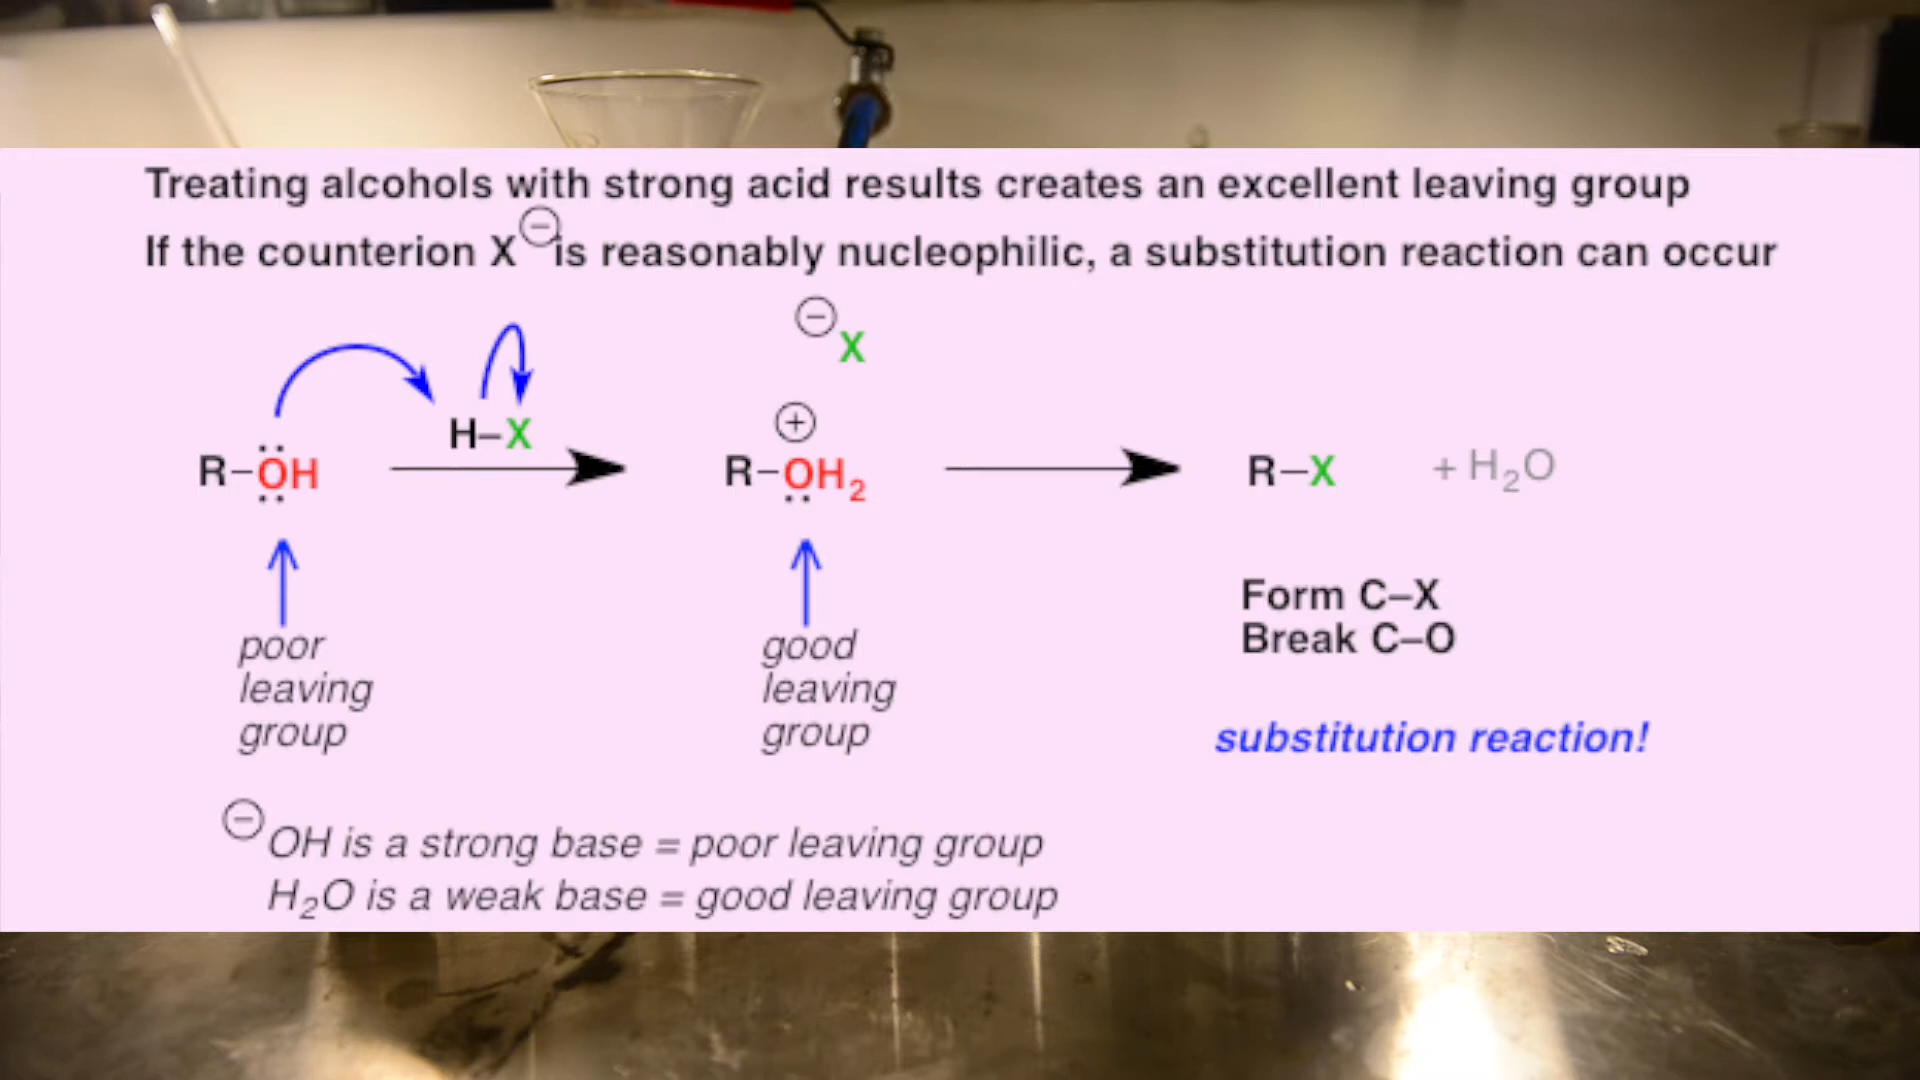 Treating alcohols with strong acid results creates an excellent leaving group
If the counterion X⊖ is reasonably nucleophilic, a substitution reaction can occur
⊖X
H–X
⊕
R–ÖH R–OH₂ R–X + H₂O
poor leaving group
good leaving group
Form C–X
Break C–O
substitution reaction!
⊖OH is a strong base = poor leaving group
H₂O is a weak base = good leaving group